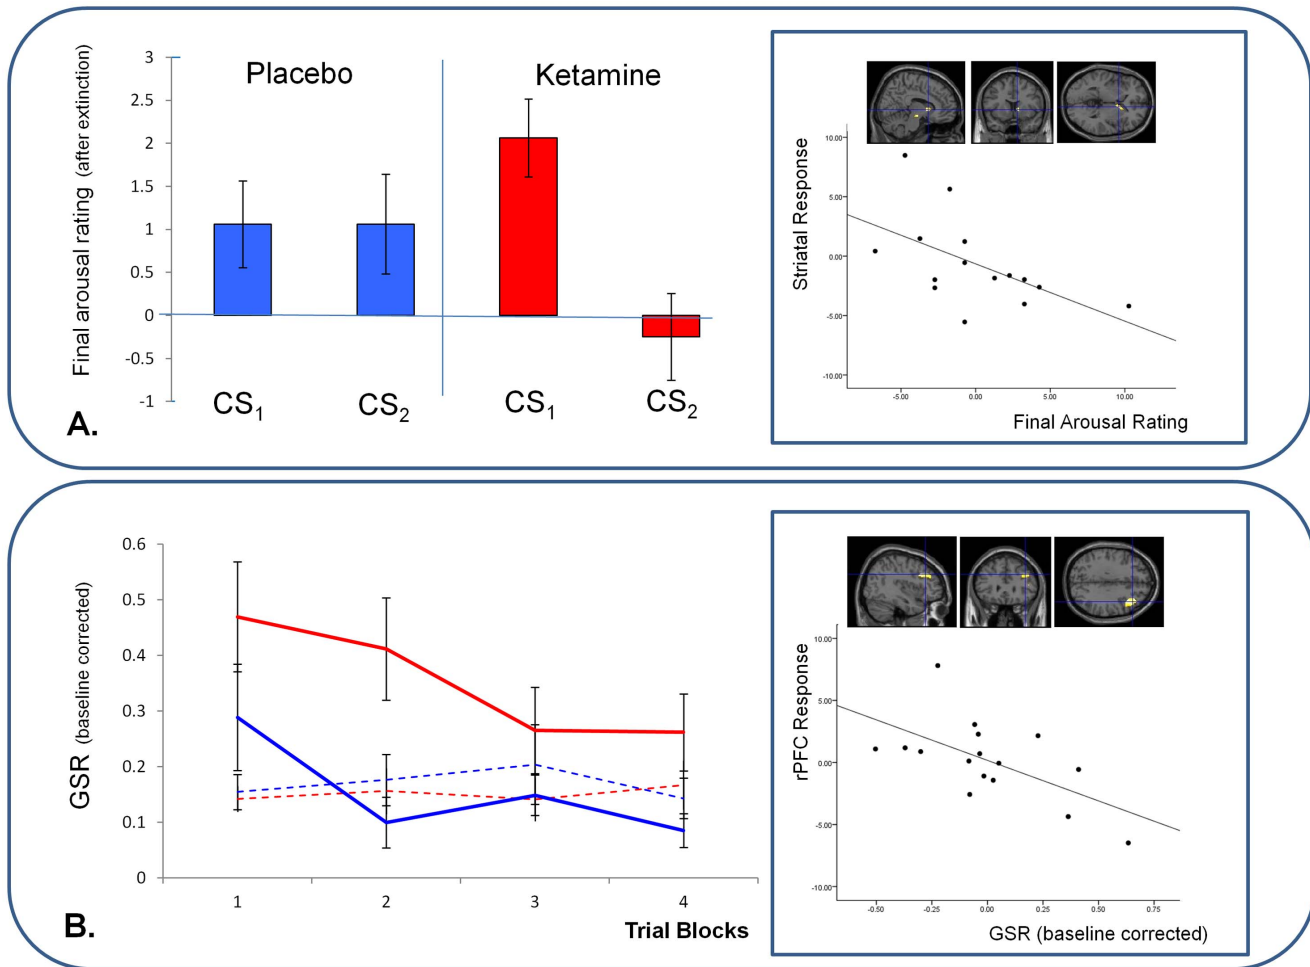 Final arousal rating (after extinction)
3
2.5
2
1.5
1
0.5
0
-0.5
-1
Placebo
Ketamine
CS1
CS2
CS1
CS2
A.
Striatal Response
10.00
5.00
.00
-5.00
-10.00
-5.00
.00
5.00
10.00
Final Arousal Rating
GSR (baseline corrected)
0.6
0.5
0.4
0.3
0.2
0.1
0
1
2
3
4
Trial Blocks
B.
rPFC Response
10.00
5.00
.00
-5.00
-10.00
-0.50
-0.25
0.00
0.25
0.50
0.75
GSR (baseline corrected)